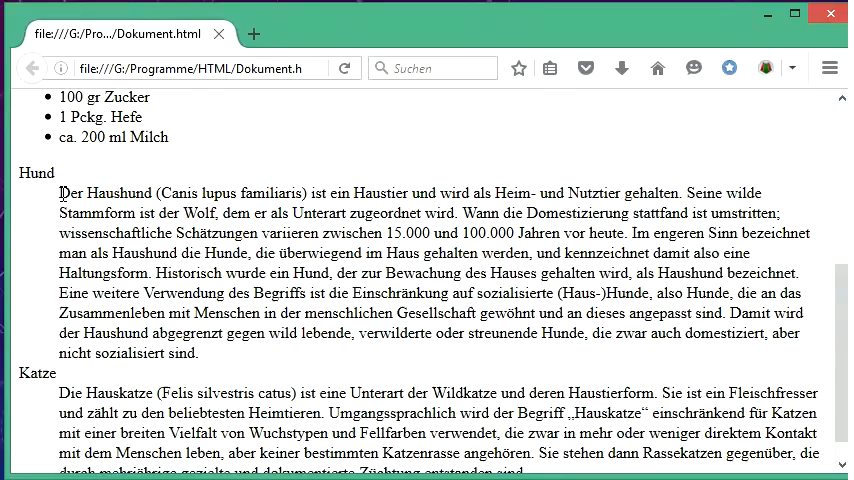 file:///G:/Pro.../Dokument.html
file:///G:/Programme/HTML/Dokument.h
Suchen
100 gr Zucker
1 Pckg. Hefe
ca. 200 ml Milch
Hund
Der Haushund (Canis lupus familiaris) ist ein Haustier und wird als Heim- und Nutztier gehalten. Seine wilde
Stammform ist der Wolf, dem er als Unterart zugeordnet wird. Wann die Domestizierung stattfand ist umstritten;
wissenschaftliche Schätzungen variieren zwischen 15.000 und 100.000 Jahren vor heute. Im engeren Sinn bezeichnet
man als Haushund die Hunde, die überwiegend im Haus gehalten werden, und kennzeichnet damit also eine
Haltungsform. Historisch wurde ein Hund, der zur Bewachung des Hauses gehalten wird, als Haushund bezeichnet.
Eine weitere Verwendung des Begriffs ist die Einschränkung auf sozialisierte (Haus-)Hunde, also Hunde, die an das
Zusammenleben mit Menschen in der menschlichen Gesellschaft gewöhnt und an dieses angepasst sind. Damit wird
der Haushund abgegrenzt gegen wild lebende, verwilderte oder streunende Hunde, die zwar auch domestiziert, aber
nicht sozialisiert sind.
Katze
Die Hauskatze (Felis silvestris catus) ist eine Unterart der Wildkatze und deren Haustierform. Sie ist ein Fleischfresser
und zählt zu den beliebtesten Heimtieren. Umgangssprachlich wird der Begriff „Hauskatze“ einschränkend für Katzen
mit einer breiten Vielfalt von Wuchstypen und Fellfarben verwendet, die zwar in mehr oder weniger direktem Kontakt
mit dem Menschen leben, aber keiner bestimmten Katzenrasse angehören. Sie stehen dann Rassekatzen gegenüber, die
durch mehrjährige gezielte und dokumentierte Züchtung entstanden sind.